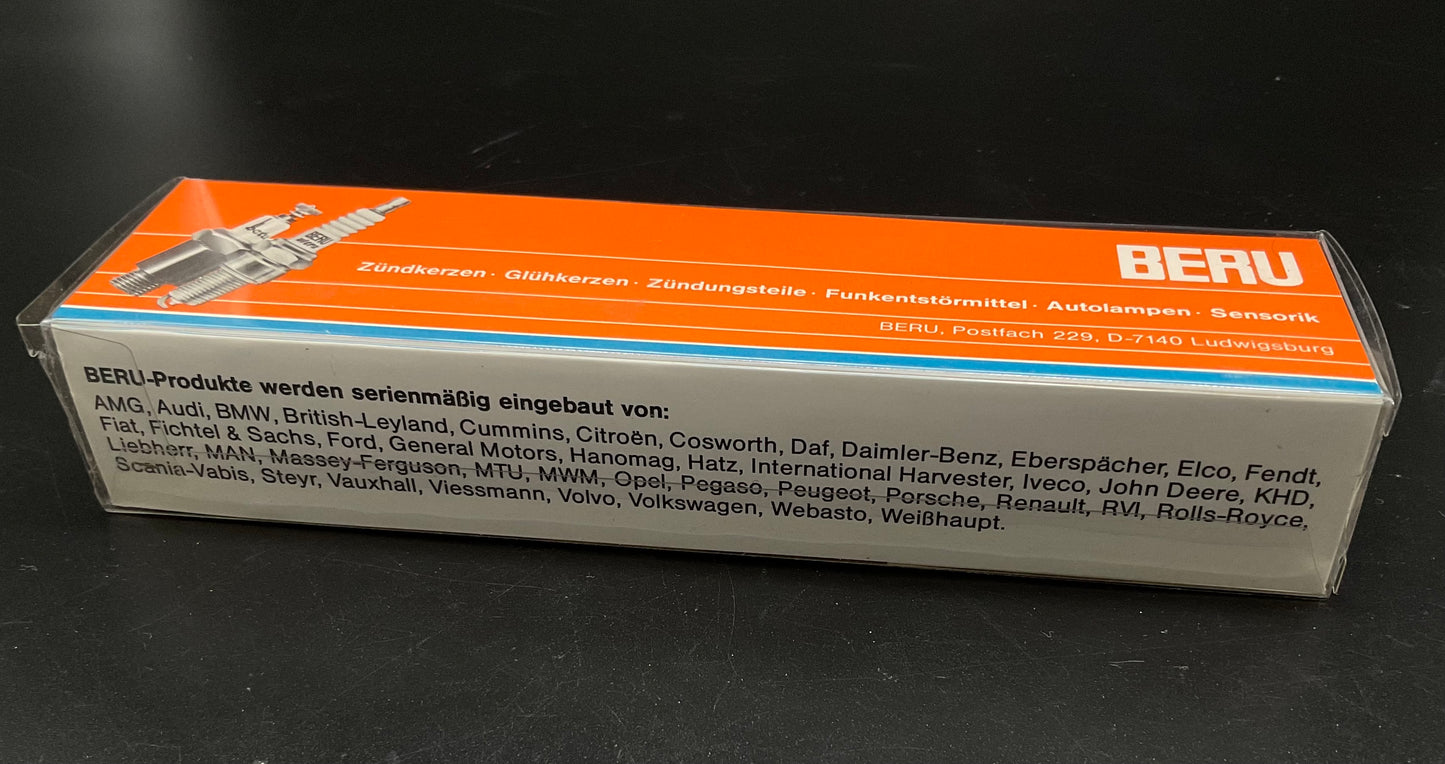 BERU
Zündkerzen · Glühkerzen · Zündungsteile · Funkentstörmittel · Autolampen · Sensorik
BERU, Postfach 229, D-7140 Ludwigsburg
beru
BERU
BERU-Produkte werden serienmäßig eingebaut von:
AMG, Audi, BMW, British-Leyland, Cummins, Citroën, Cosworth, Daf, Daimler-Benz, Eberspächer, Elco, Fendt,
Fiat, Fichtel & Sachs, Ford, General Motors, Hanomag, Hatz, International Harvester, Iveco, John Deere, KHD,
Liebherr, MAN, Massey-Ferguson, MTU, MWM, Opel, Pegaso, Peugeot, Porsche, Renault, RVI, Rolls-Royce,
Scania-Vabis, Steyr, Vauxhall, Viessmann, Volvo, Volkswagen, Webasto, Weißhaupt.